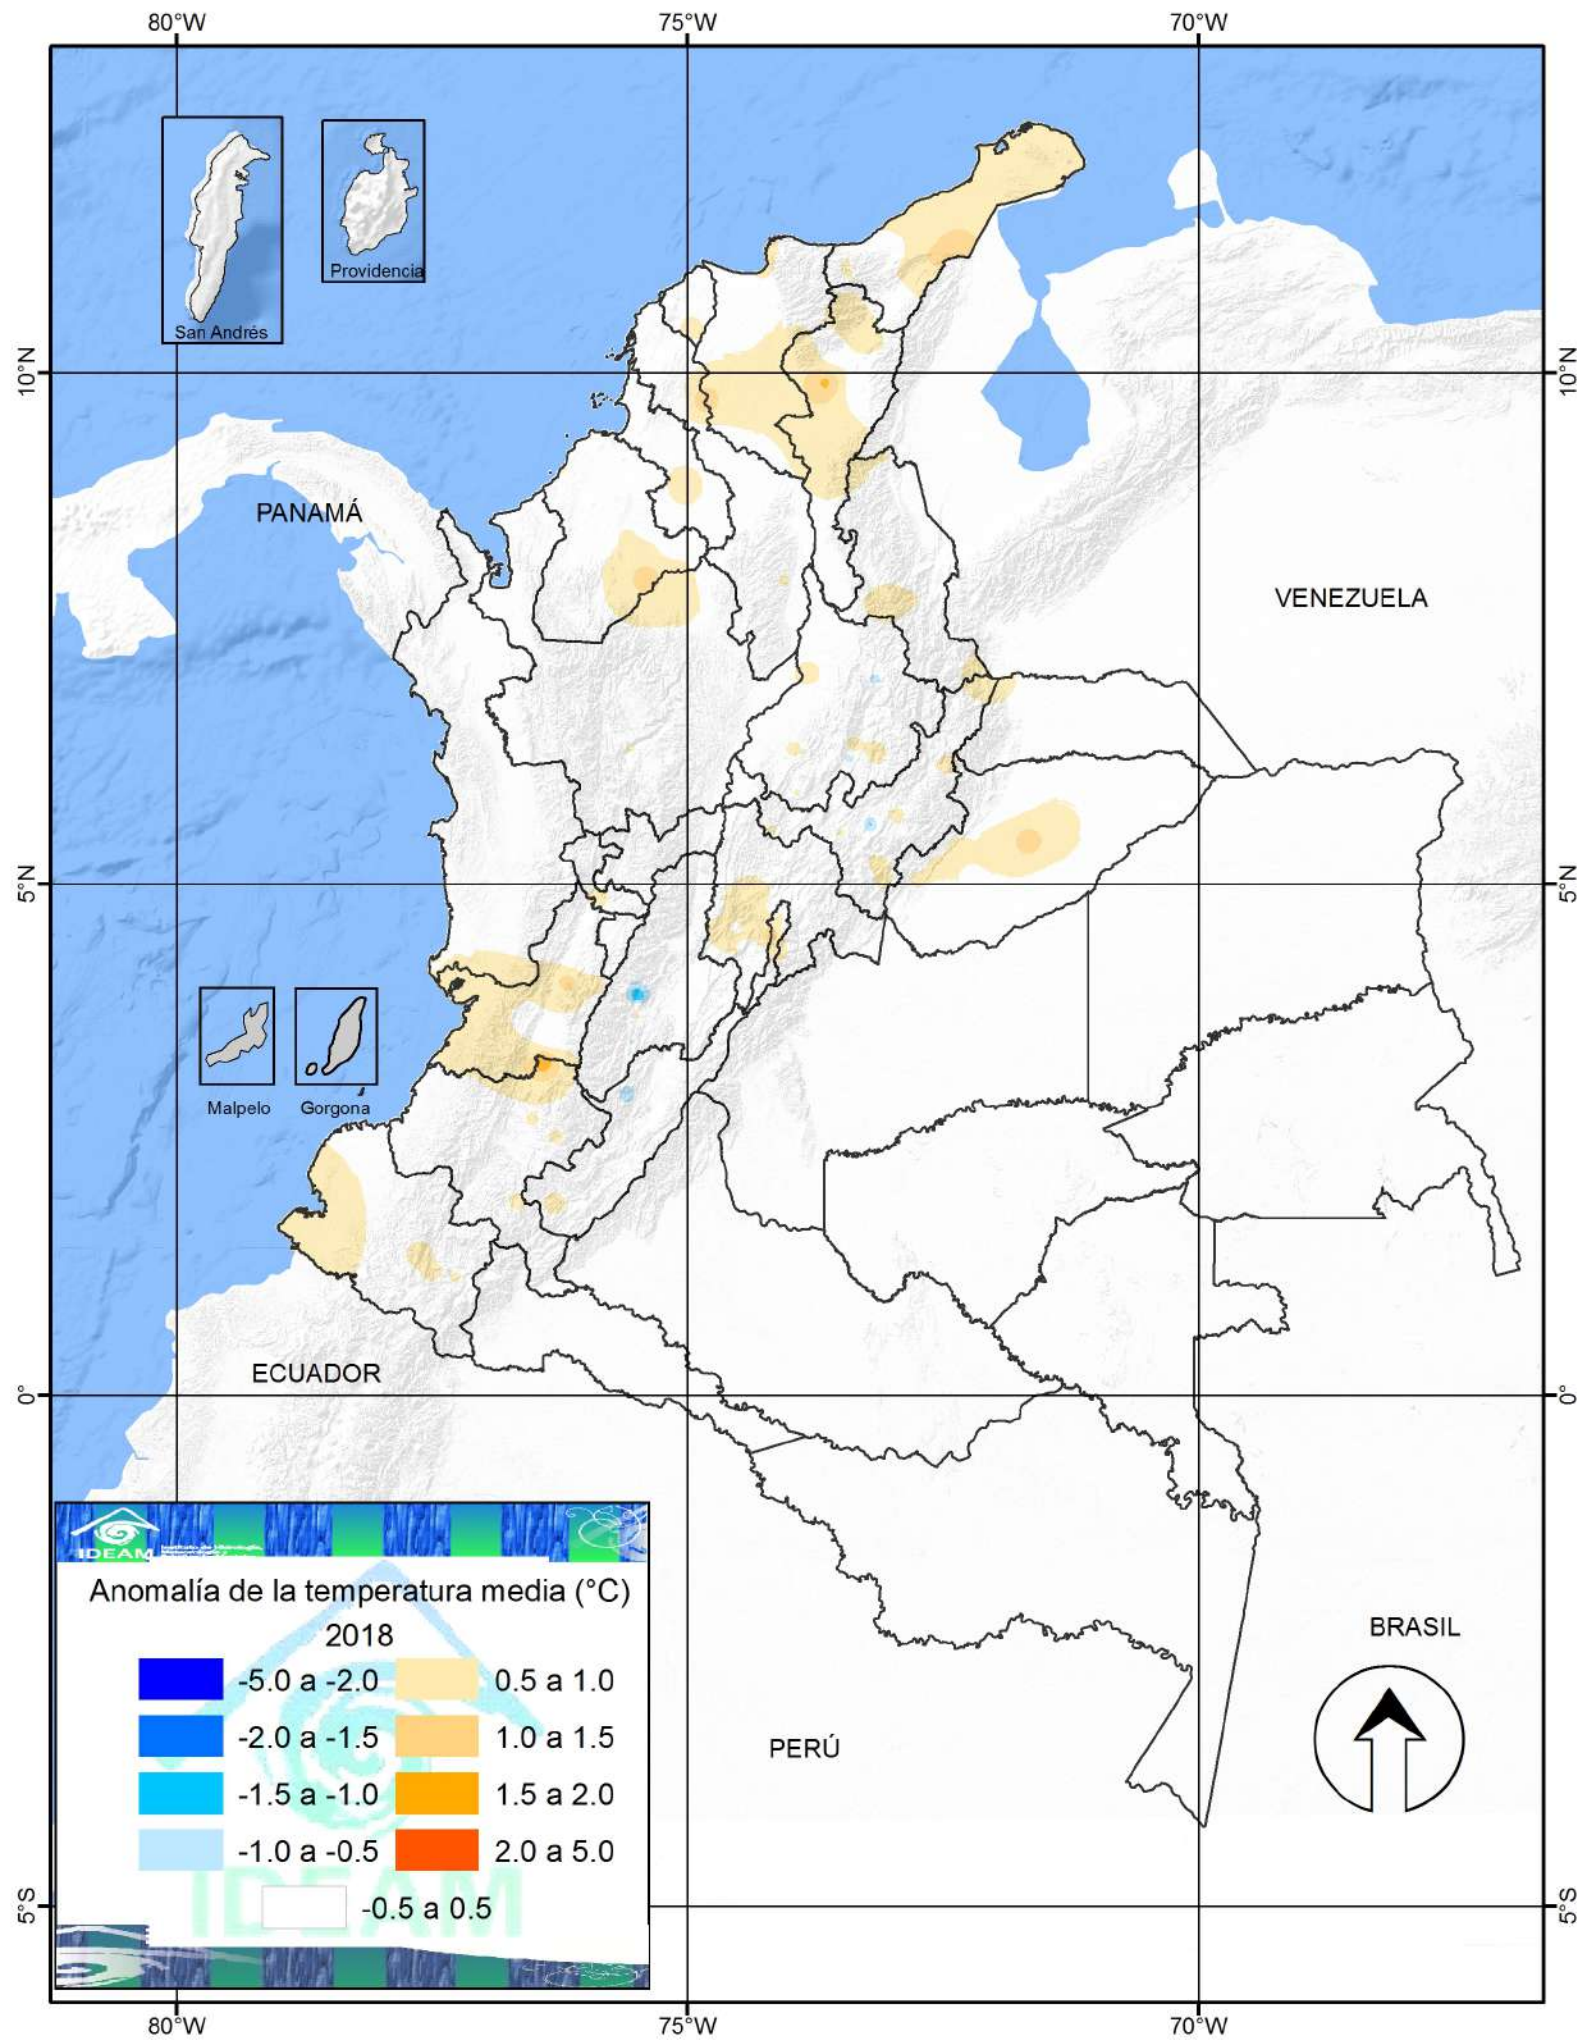 80°W 75°W 70°W
San Andrés
Providencia
10°N 10°N
PANAMÁ
VENEZUELA
5°N 5°N
Malpelo
Gorgona
ECUADOR
0° 0°
IDEAM
Anomalía de la temperatura media (°C)
2018
-5.0 a -2.0 0.5 a 1.0
-2.0 a -1.5 1.0 a 1.5
-1.5 a -1.0 1.5 a 2.0
-1.0 a -0.5 2.0 a 5.0
-0.5 a 0.5
IDEAM
BRASIL
PERÚ
5°S 5°S
80°W 75°W 70°W